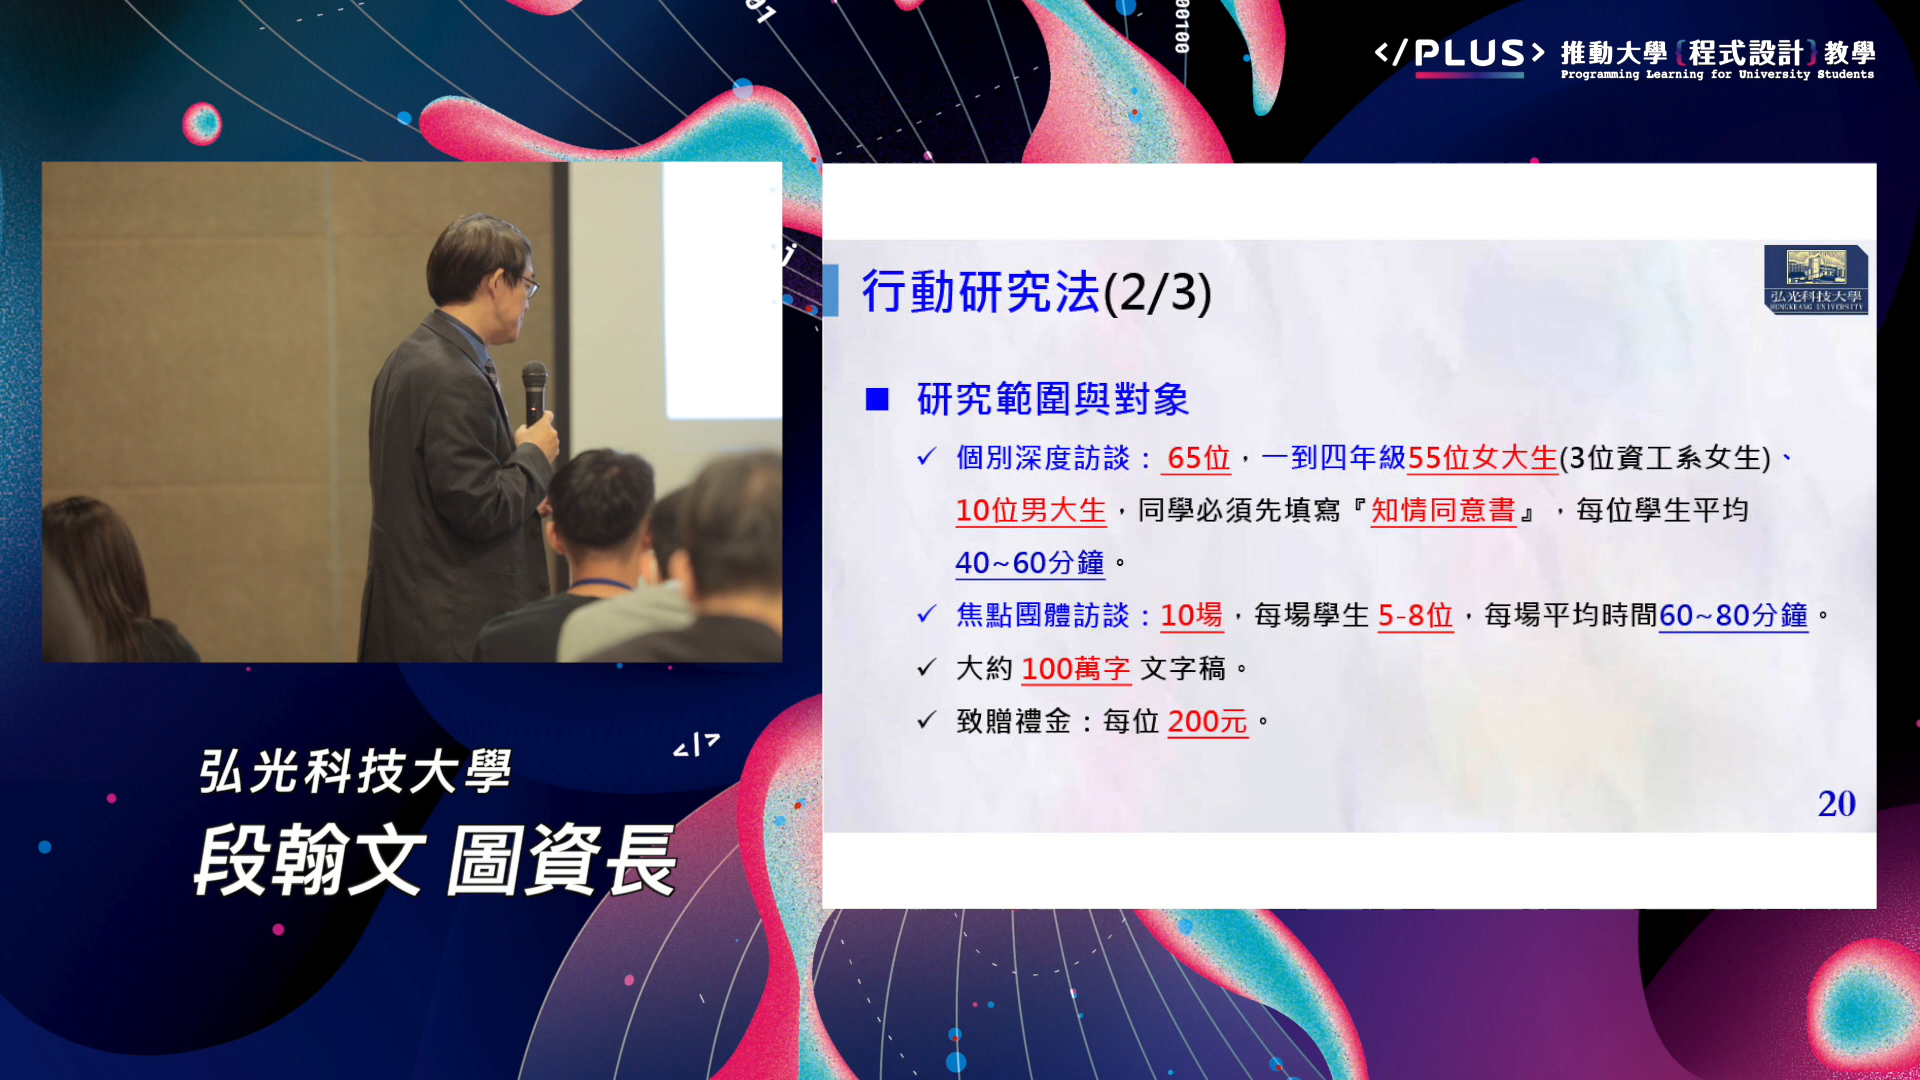 </PLUS> 推動大學{程式設計}教學
Programming Learning for University Students
行動研究法(2/3)
弘光科技大學
HUNGKUANG UNIVERSITY
■ 研究範圍與對象
✓ 個別深度訪談：65位，一到四年級55位女大生(3位資工系女生)、
10位男大生，同學必須先填寫『知情同意書』，每位學生平均
40~60分鐘。
✓ 焦點團體訪談：10場，每場學生 5-8位，每場平均時間60~80分鐘。
✓ 大約 100萬字 文字稿。
✓ 致贈禮金：每位 200元。
20
</>
弘光科技大學
段翰文 圖資長